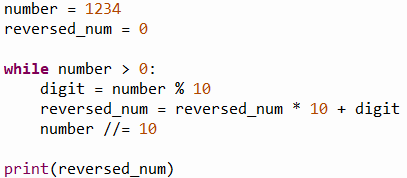 number = 1234
reversed_num = 0

while number > 0:
    digit = number % 10
    reversed_num = reversed_num * 10 + digit
    number //= 10

print(reversed_num)